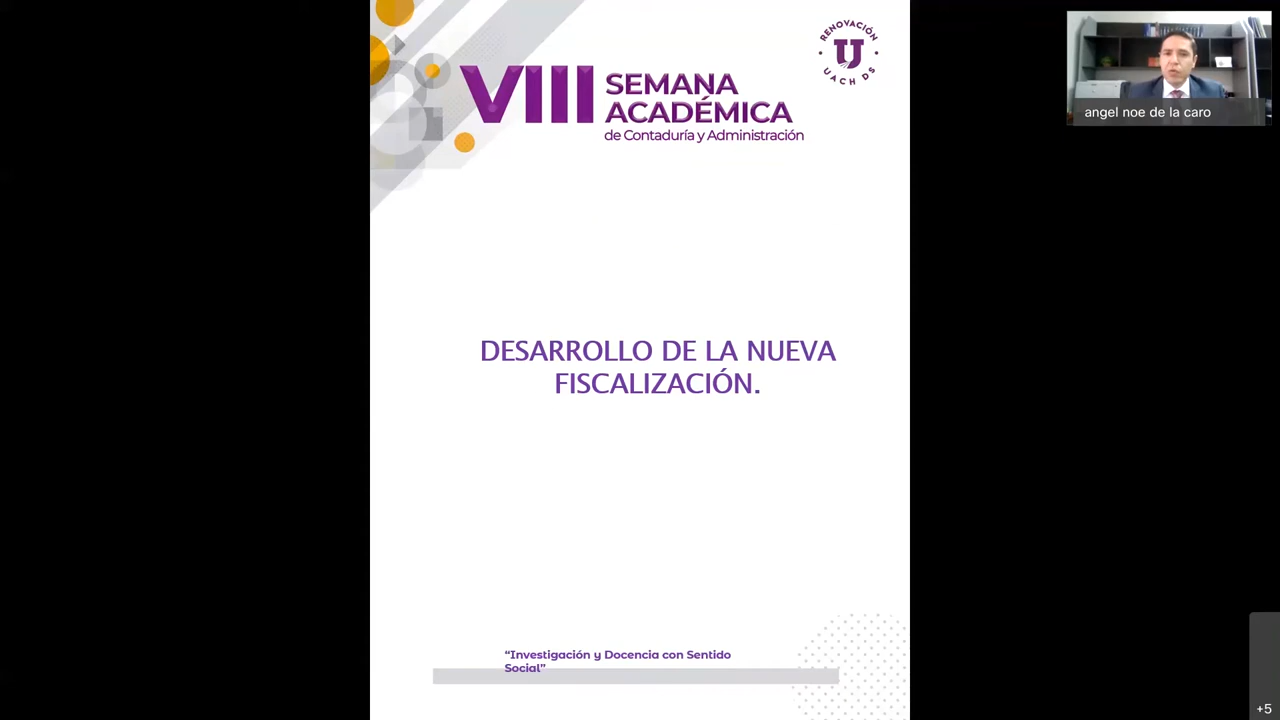 RENOVACIÓN
U
UACH DS
VIII SEMANA
ACADÉMICA
de Contaduría y Administración
angel noe de la caro
DESARROLLO DE LA NUEVA
FISCALIZACIÓN.
“Investigación y Docencia con Sentido
Social”
+5